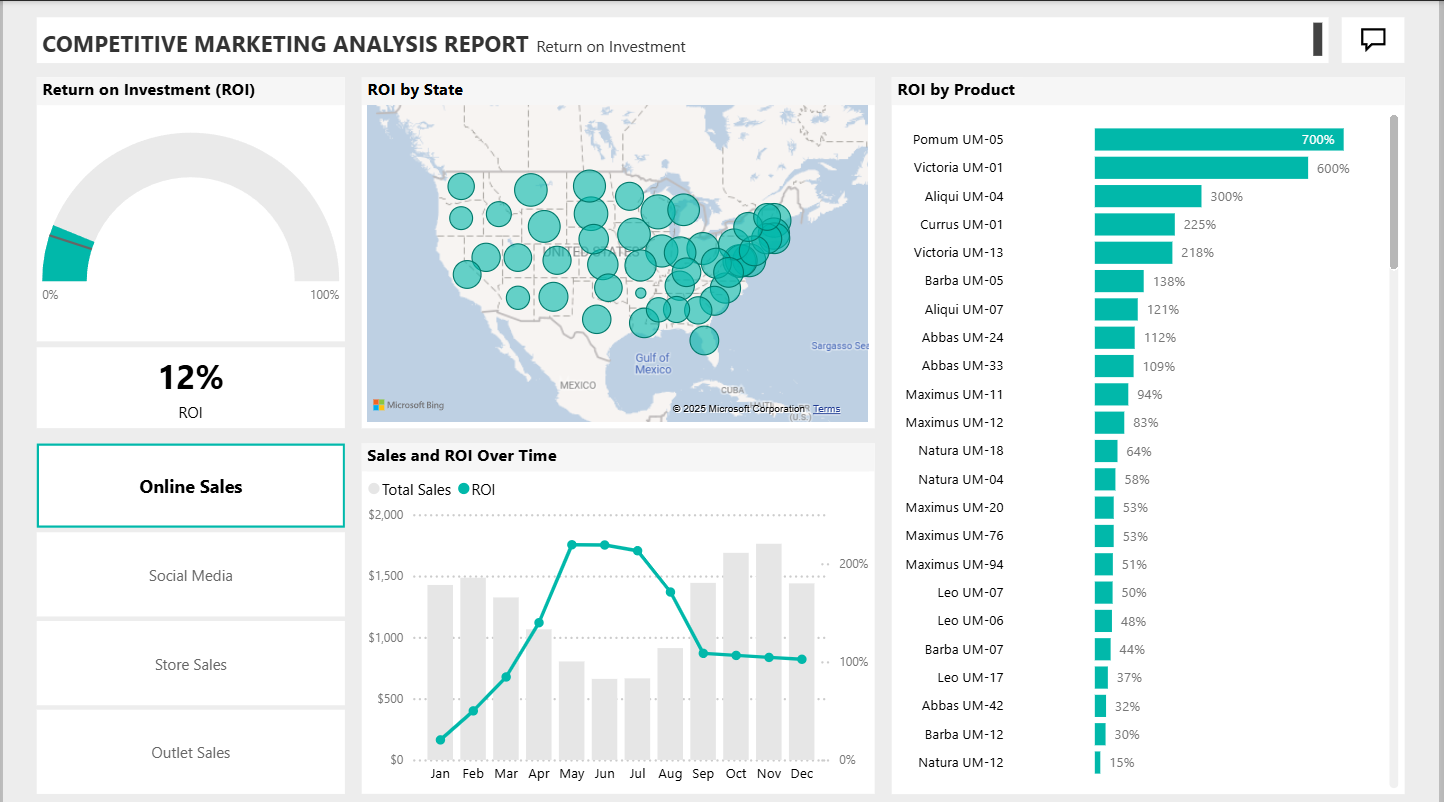 COMPETITIVE MARKETING ANALYSIS REPORT Return on Investment
Return on Investment (ROI)
0%
100%
12%
ROI
Online Sales
Social Media
Store Sales
Outlet Sales
ROI by State
UNITED STATES
Sargasso Sea
Gulf of
Mexico
MEXICO
CUBA
(U.S.)
Microsoft Bing
© 2025 Microsoft Corporation Terms
Sales and ROI Over Time
Total Sales ROI
$2,000
$1,500
$1,000
$500
$0
200%
100%
0%
Jan Feb Mar Apr May Jun Jul Aug Sep Oct Nov Dec
ROI by Product
Pomum UM-05 700%
Victoria UM-01 600%
Aliqui UM-04 300%
Currus UM-01 225%
Victoria UM-13 218%
Barba UM-05 138%
Aliqui UM-07 121%
Abbas UM-24 112%
Abbas UM-33 109%
Maximus UM-11 94%
Maximus UM-12 83%
Natura UM-18 64%
Natura UM-04 58%
Maximus UM-20 53%
Maximus UM-76 53%
Maximus UM-94 51%
Leo UM-07 50%
Leo UM-06 48%
Barba UM-07 44%
Leo UM-17 37%
Abbas UM-42 32%
Barba UM-12 30%
Natura UM-12 15%